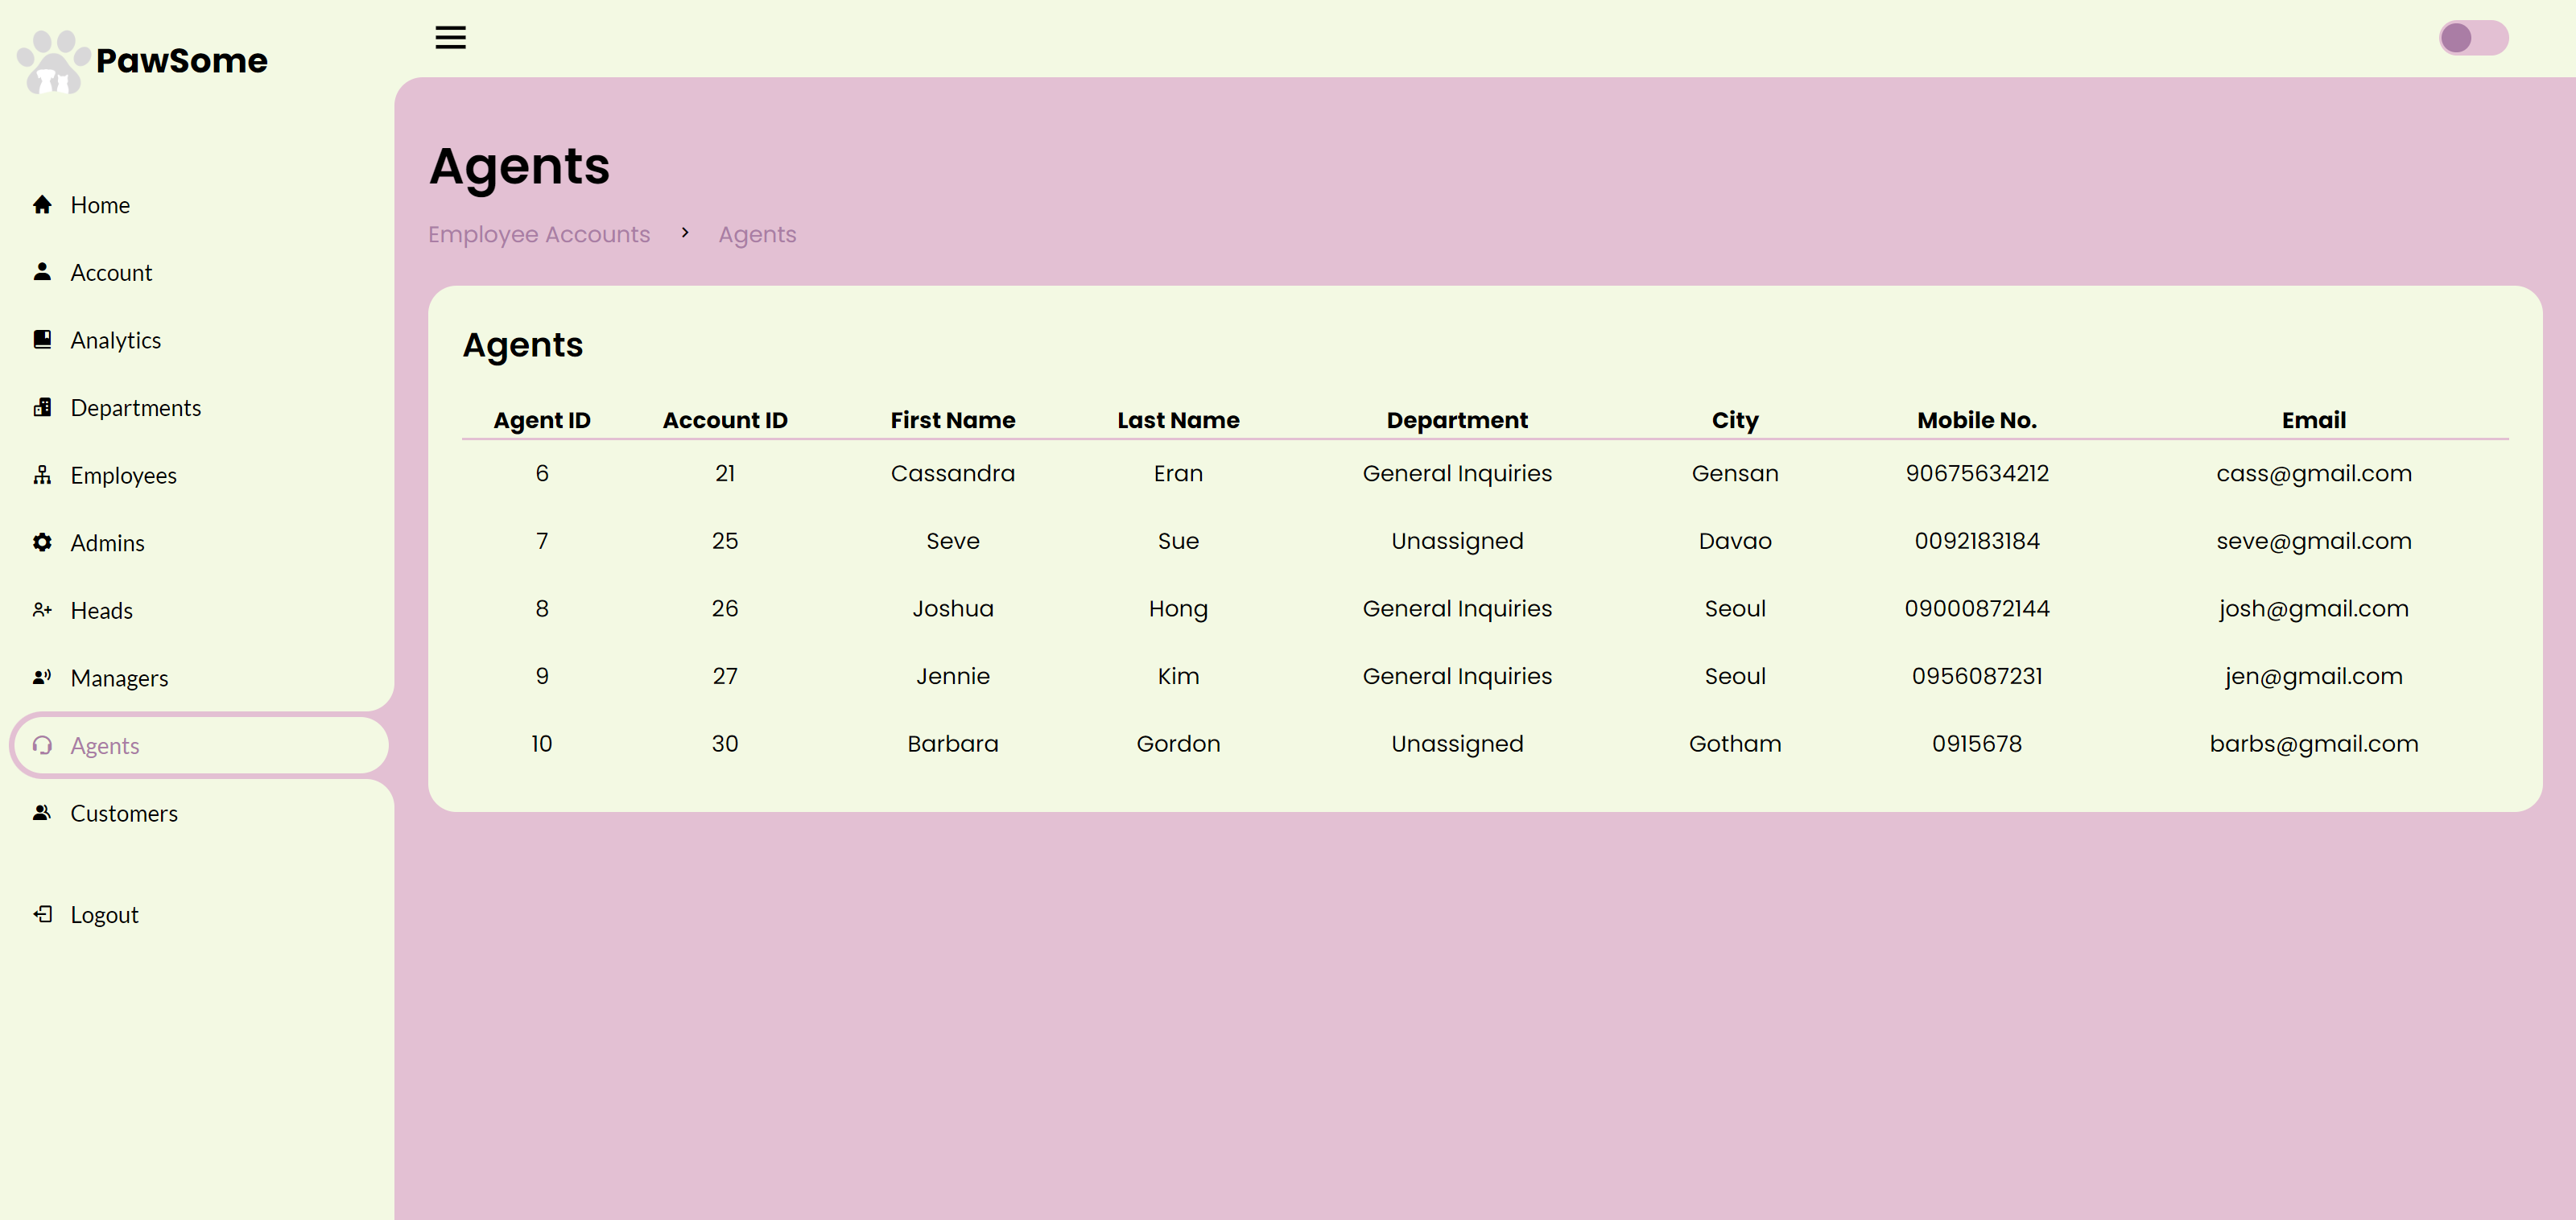 PawSome
Home
Account
Analytics
Departments
Employees
Admins
Heads
Managers
Agents
Customers
Logout
Agents
Employee Accounts > Agents
Agents
Agent ID Account ID First Name Last Name Department City Mobile No. Email
6 21 Cassandra Eran General Inquiries Gensan 90675634212 cass@gmail.com
7 25 Seve Sue Unassigned Davao 0092183184 seve@gmail.com
8 26 Joshua Hong General Inquiries Seoul 09000872144 josh@gmail.com
9 27 Jennie Kim General Inquiries Seoul 0956087231 jen@gmail.com
10 30 Barbara Gordon Unassigned Gotham 0915678 barbs@gmail.com